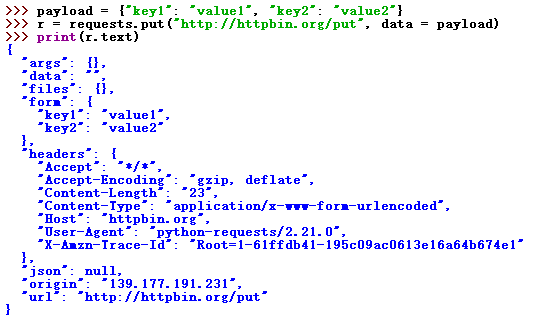 >>> payload = {"key1": "value1", "key2": "value2"}
>>> r = requests.put("http://httpbin.org/put", data = payload)
>>> print(r.text)
{
  "args": {},
  "data": "",
  "files": {},
  "form": {
    "key1": "value1",
    "key2": "value2"
  },
  "headers": {
    "Accept": "*/*",
    "Accept-Encoding": "gzip, deflate",
    "Content-Length": "23",
    "Content-Type": "application/x-www-form-urlencoded",
    "Host": "httpbin.org",
    "User-Agent": "python-requests/2.21.0",
    "X-Amzn-Trace-Id": "Root=1-61ffdb41-195c09ac0613e16a64b674e1"
  },
  "json": null,
  "origin": "139.177.191.231",
  "url": "http://httpbin.org/put"
}